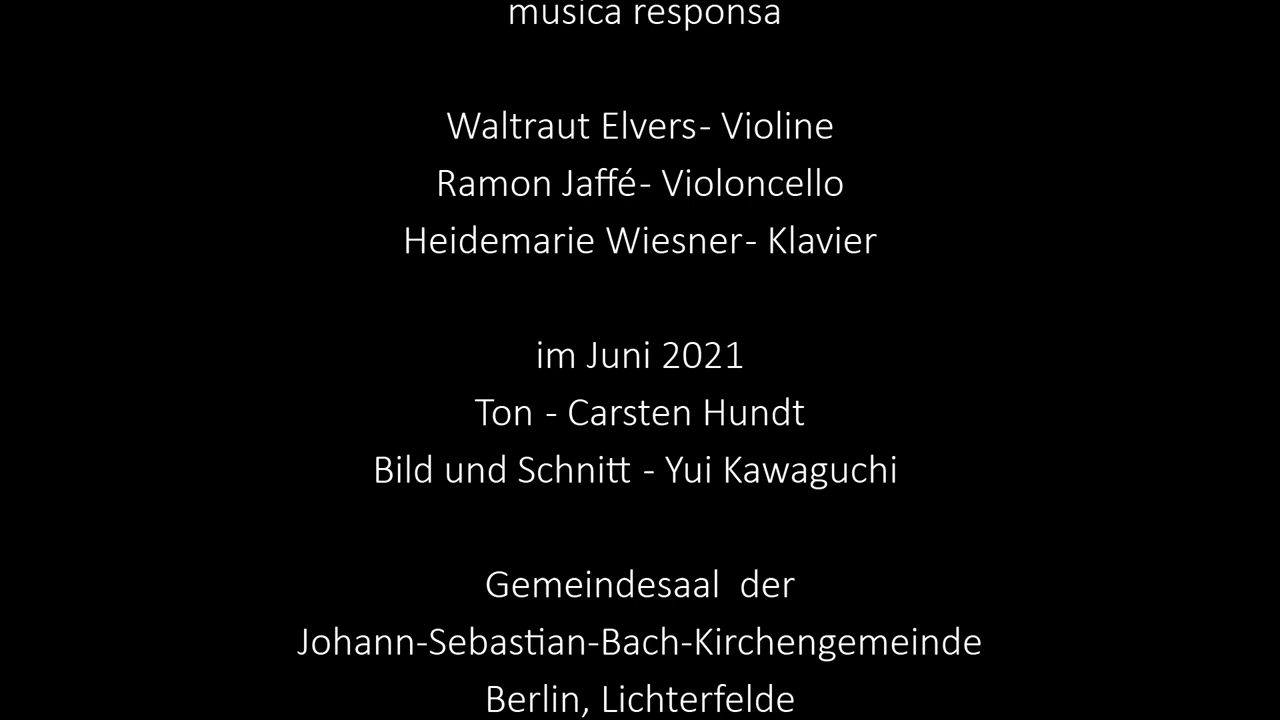 musica responsa
Waltraut Elvers- Violine
Ramon Jaffé- Violoncello
Heidemarie Wiesner- Klavier
im Juni 2021
Ton - Carsten Hundt
Bild und Schnitt - Yui Kawaguchi
Gemeindesaal der
Johann-Sebastian-Bach-Kirchengemeinde
Berlin, Lichterfelde